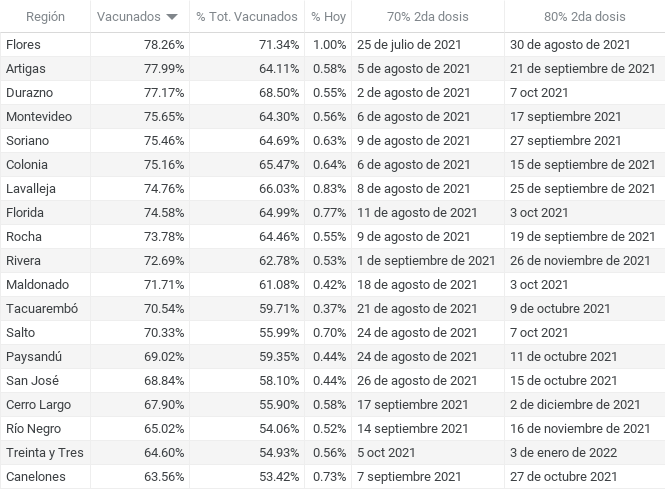 Región Vacunados % Tot. Vacunados % Hoy 70% 2da dosis 80% 2da dosis
Flores 78.26% 71.34% 1.00% 25 de julio de 2021 30 de agosto de 2021
Artigas 77.99% 64.11% 0.58% 5 de agosto de 2021 21 de septiembre de 2021
Durazno 77.17% 68.50% 0.55% 2 de agosto de 2021 7 oct 2021
Montevideo 75.65% 64.30% 0.56% 6 de agosto de 2021 17 septiembre 2021
Soriano 75.46% 64.69% 0.63% 9 de agosto de 2021 27 septiembre 2021
Colonia 75.16% 65.47% 0.64% 6 de agosto de 2021 15 de septiembre de 2021
Lavalleja 74.76% 66.03% 0.83% 8 de agosto de 2021 25 de septiembre de 2021
Florida 74.58% 64.99% 0.77% 11 de agosto de 2021 3 oct 2021
Rocha 73.78% 64.46% 0.55% 9 de agosto de 2021 19 de septiembre de 2021
Rivera 72.69% 62.78% 0.53% 1 de septiembre de 2021 26 de noviembre de 2021
Maldonado 71.71% 61.08% 0.42% 18 de agosto de 2021 3 oct 2021
Tacuarembó 70.54% 59.71% 0.37% 21 de agosto de 2021 9 de octubre de 2021
Salto 70.33% 55.99% 0.70% 24 de agosto de 2021 7 oct 2021
Paysandú 69.02% 59.35% 0.44% 24 de agosto de 2021 11 de octubre de 2021
San José 68.84% 58.10% 0.44% 26 de agosto de 2021 15 de octubre de 2021
Cerro Largo 67.90% 55.90% 0.58% 17 septiembre 2021 2 de diciembre de 2021
Río Negro 65.02% 54.06% 0.52% 14 septiembre 2021 16 de noviembre de 2021
Treinta y Tres 64.60% 54.93% 0.56% 5 oct 2021 3 de enero de 2022
Canelones 63.56% 53.42% 0.73% 7 septiembre 2021 27 de octubre de 2021